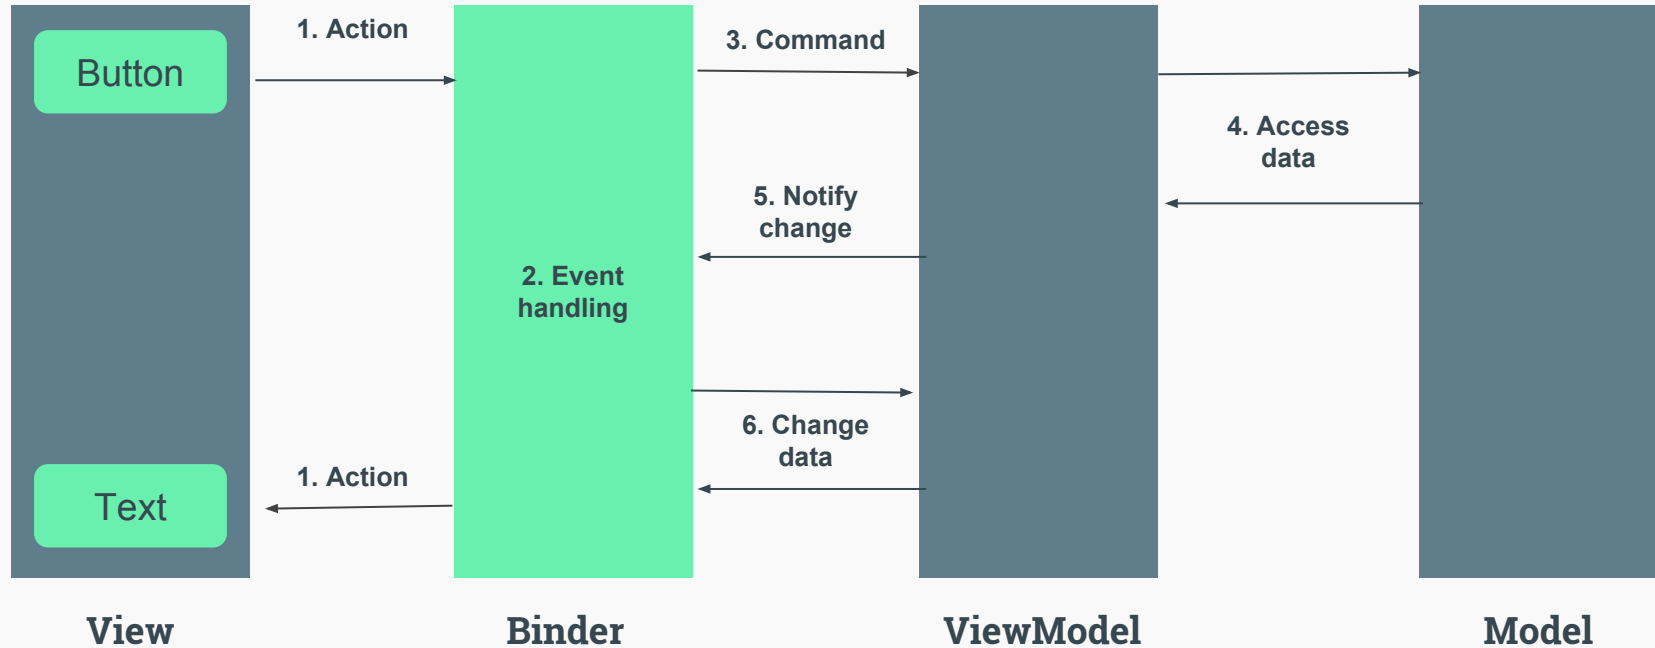 1. Action
3. Command
Button
4. Access
data
5. Notify
change
2. Event
handling
6. Change
data
1. Action
Text
View
Binder
ViewModel
Model